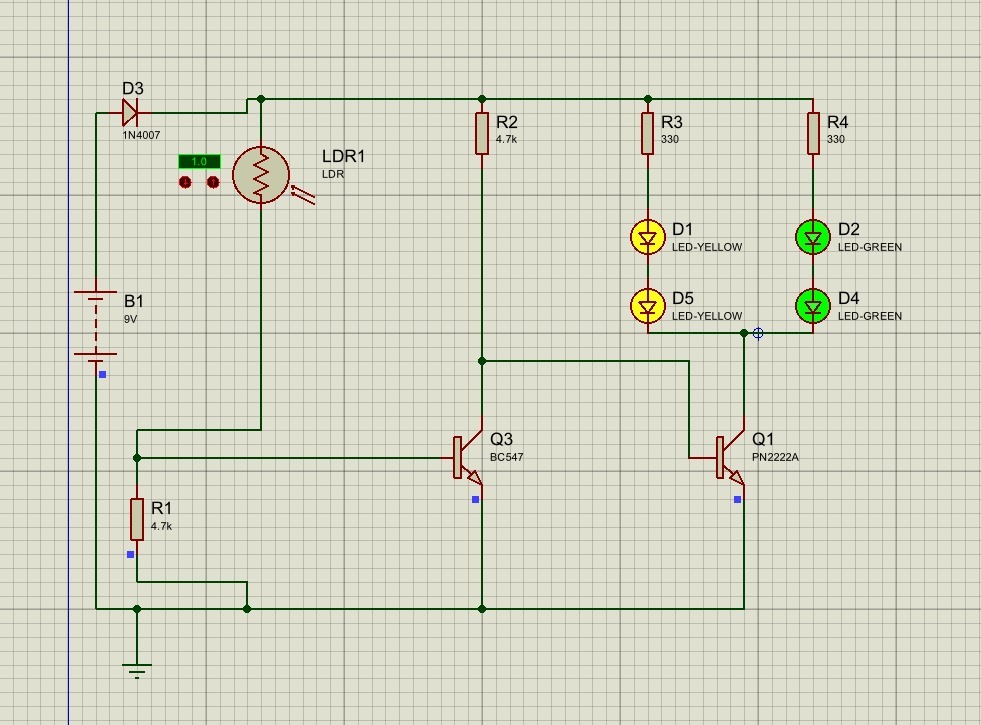 D3
1N4007
1.0
LDR1
LDR
R2
4.7k
R3
330
R4
330
D1
LED-YELLOW
D2
LED-GREEN
D5
LED-YELLOW
D4
LED-GREEN
B1
9V
Q3
BC547
Q1
PN2222A
R1
4.7k